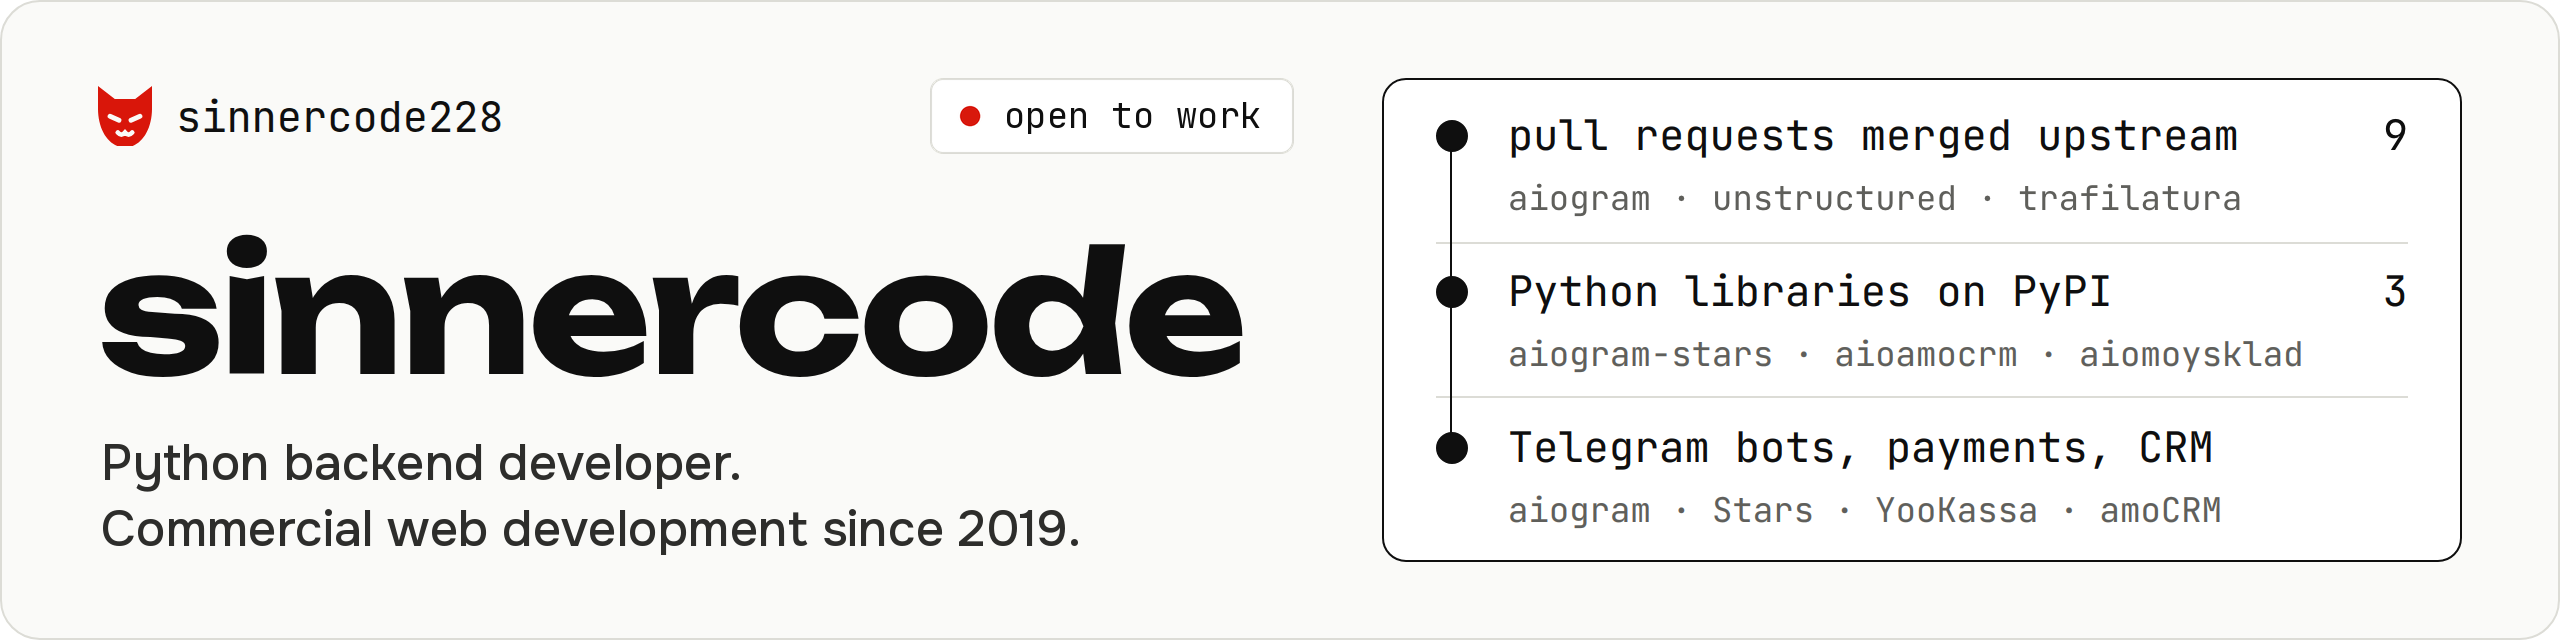 sinnercode228
open to work
sinnercode
Python backend developer.
Commercial web development since 2019.
pull requests merged upstream 9
aiogram · unstructured · trafilatura
Python libraries on PyPI 3
aiogram-stars · aioamocrm · aiomoysklad
Telegram bots, payments, CRM
aiogram · Stars · YooKassa · amoCRM